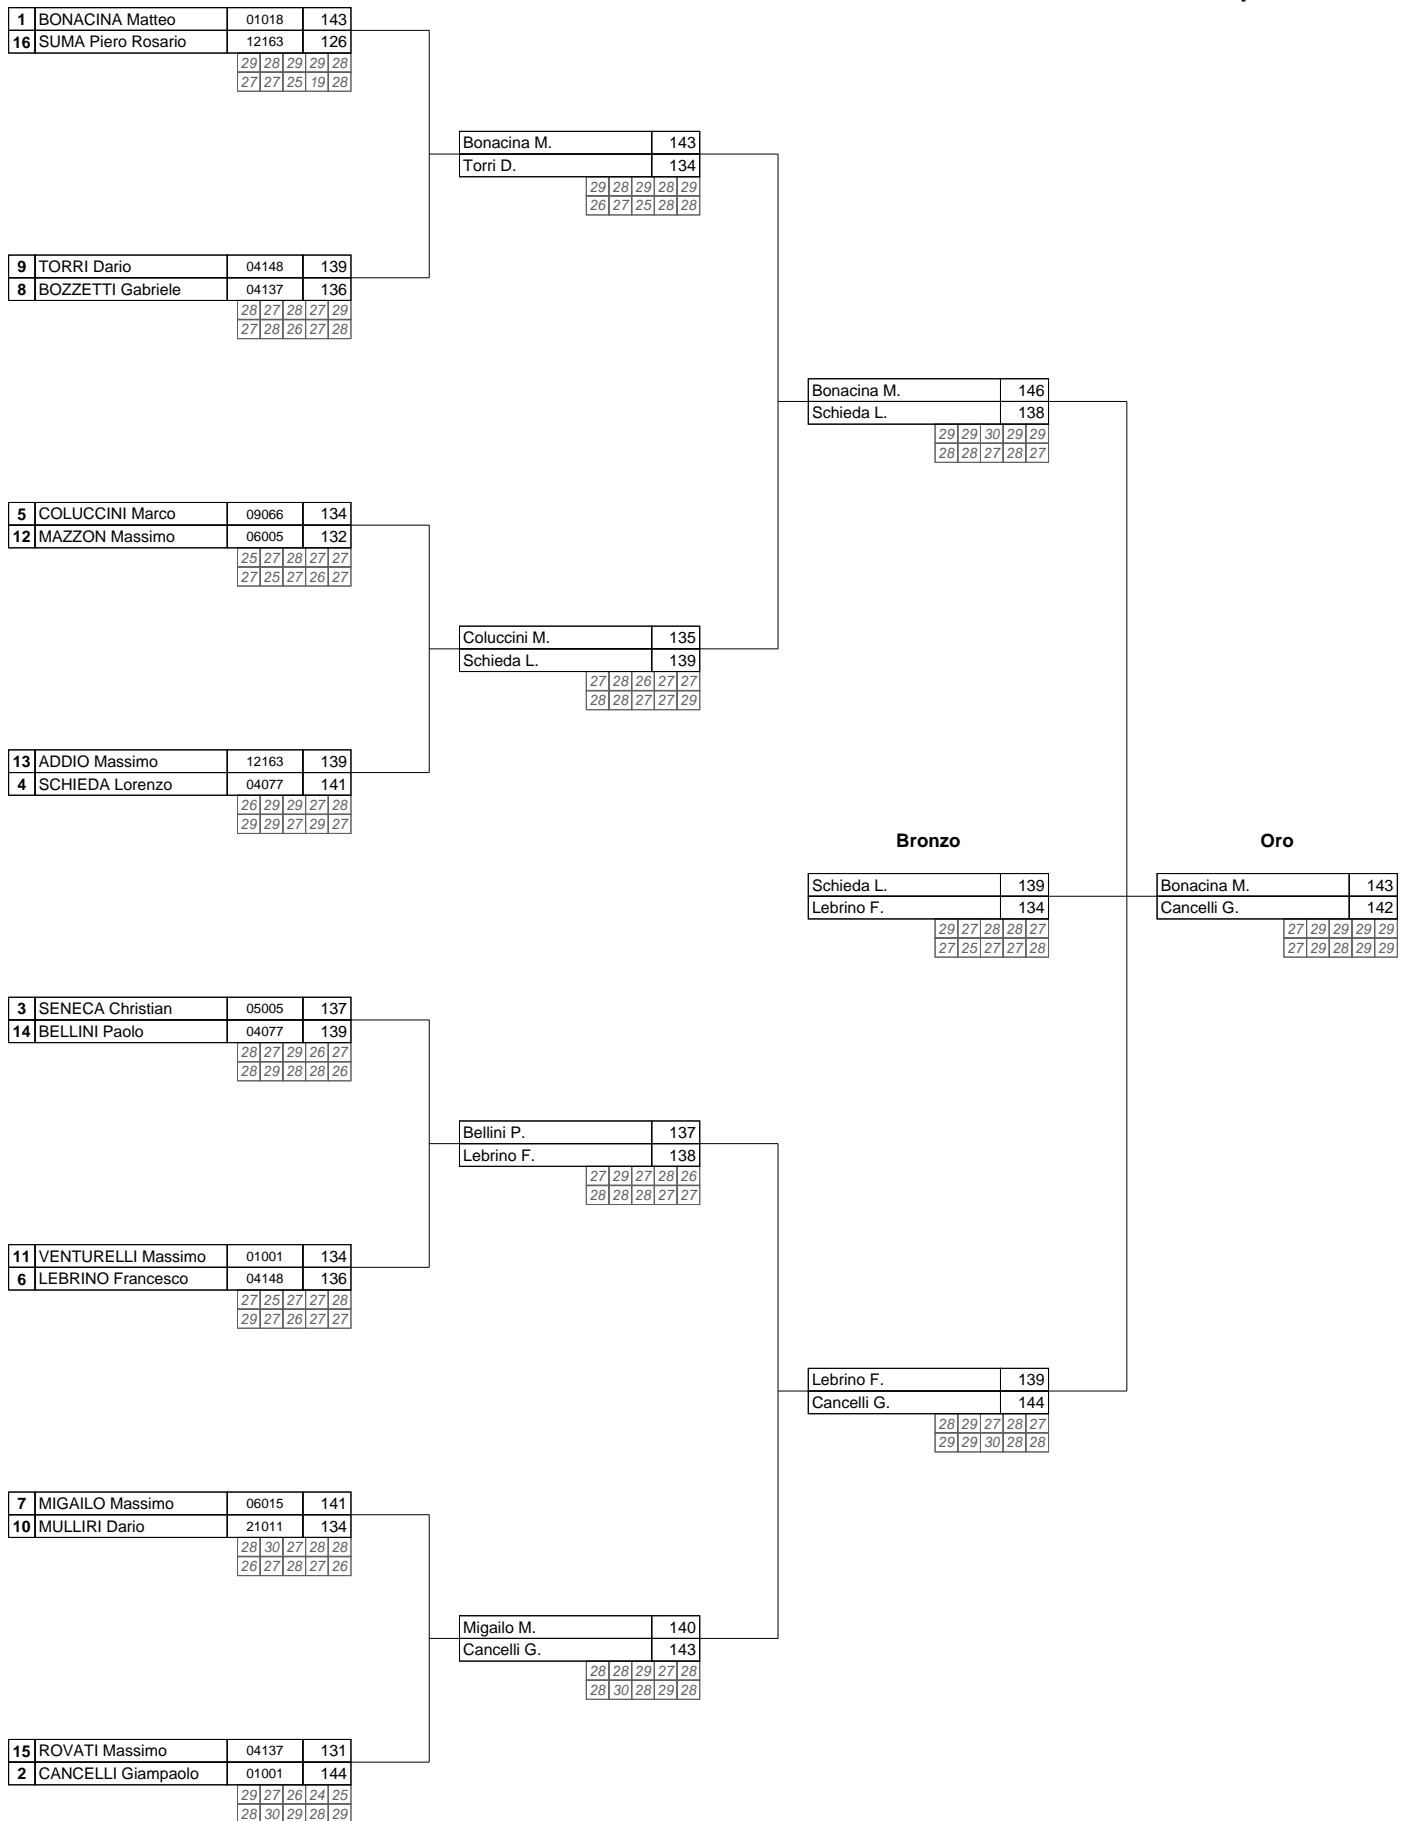 1 BONACINA Matteo 01018 143
16 SUMA Piero Rosario 12163 126
29 28 29 29 28
27 27 25 19 28
Bonacina M. 143
Torri D. 134
29 28 29 28 29
26 27 25 28 28
9 TORRI Dario 04148 139
8 BOZZETTI Gabriele 04137 136
28 27 28 27 29
27 28 26 27 28
Bonacina M. 146
Schieda L. 138
29 29 30 29 29
28 28 27 28 27
5 COLUCCINI Marco 09066 134
12 MAZZON Massimo 06005 132
25 27 28 27 27
27 25 27 26 27
Coluccini M. 135
Schieda L. 139
27 28 26 27 27
28 28 27 27 29
13 ADDIO Massimo 12163 139
4 SCHIEDA Lorenzo 04077 141
26 29 29 27 28
29 29 27 29 27
Bronzo
Oro
Schieda L. 139
Lebrino F. 134
29 27 28 28 27
27 25 27 27 28
Bonacina M. 143
Cancelli G. 142
27 29 29 29 29
27 29 28 29 29
3 SENECA Christian 05005 137
14 BELLINI Paolo 04077 139
28 27 29 26 27
28 29 28 28 26
Bellini P. 137
Lebrino F. 138
27 29 27 28 26
28 28 28 27 27
11 VENTURELLI Massimo 01001 134
6 LEBRINO Francesco 04148 136
27 25 27 27 28
29 27 26 27 27
Lebrino F. 139
Cancelli G. 144
28 29 27 28 27
29 29 30 28 28
7 MIGAILO Massimo 06015 141
10 MULLIRI Dario 21011 134
28 30 27 28 28
26 27 28 27 26
Migailo M. 140
Cancelli G. 143
28 28 29 27 28
28 30 28 29 28
15 ROVATI Massimo 04137 131
2 CANCELLI Giampaolo 01001 144
29 27 26 24 25
28 30 29 28 29